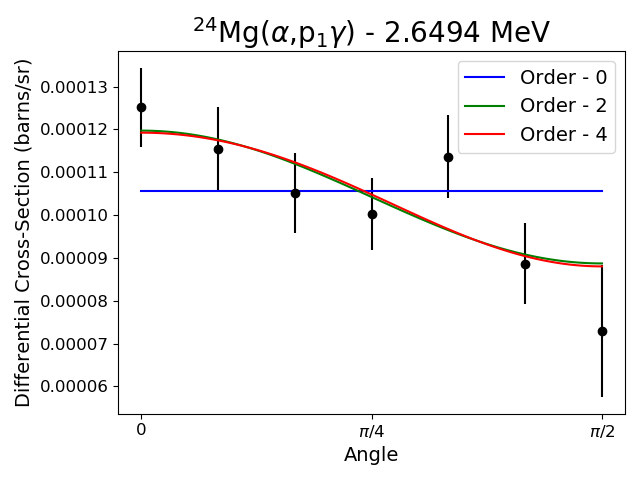 ²⁴Mg(α,p₁γ) - 2.6494 MeV
Order - 0
Order - 2
Order - 4
Differential Cross-Section (barns/sr)
0.00013
0.00012
0.00011
0.00010
0.00009
0.00008
0.00007
0.00006
0 π/4 π/2
Angle